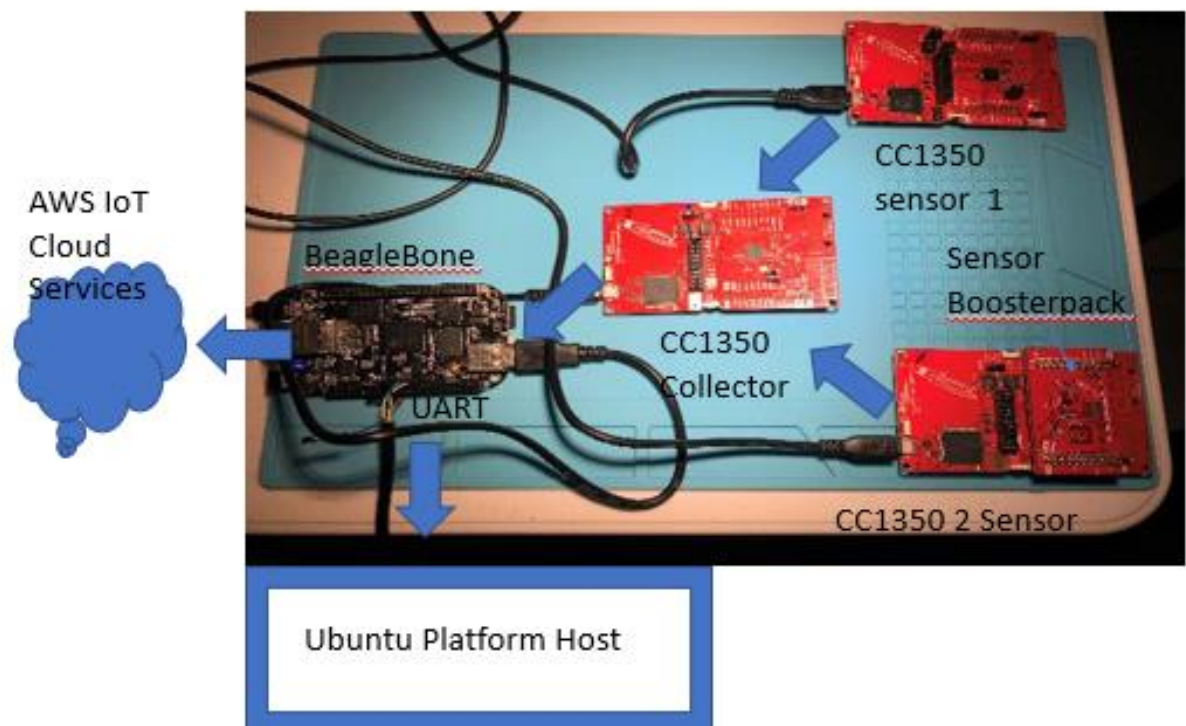 AWS IoT
Cloud
Services
BeagleBone
UART
CC1350
sensor 1
CC1350
Collector
Sensor
Boosterpack
CC1350 2 Sensor
Ubuntu Platform Host